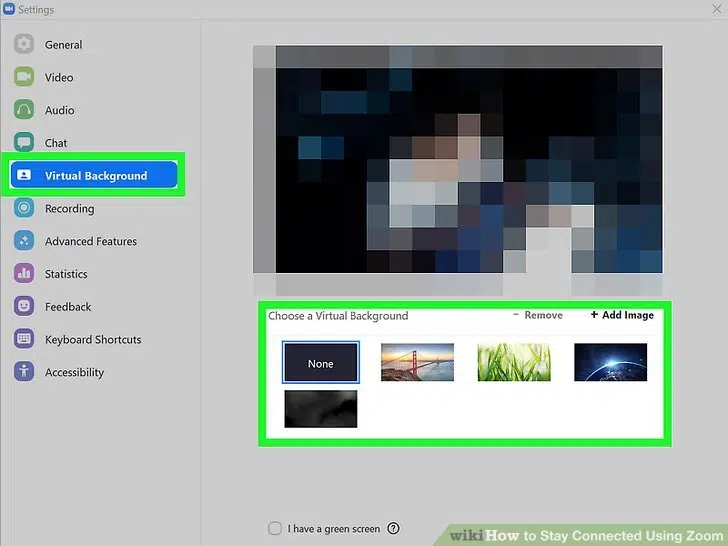 Settings
General
Video
Audio
Chat
Virtual Background
Recording
Advanced Features
Statistics
Feedback
Keyboard Shortcuts
Accessibility
Choose a Virtual Background
− Remove
+ Add Image
None
I have a green screen ?
wikiHow to Stay Connected Using Zoom